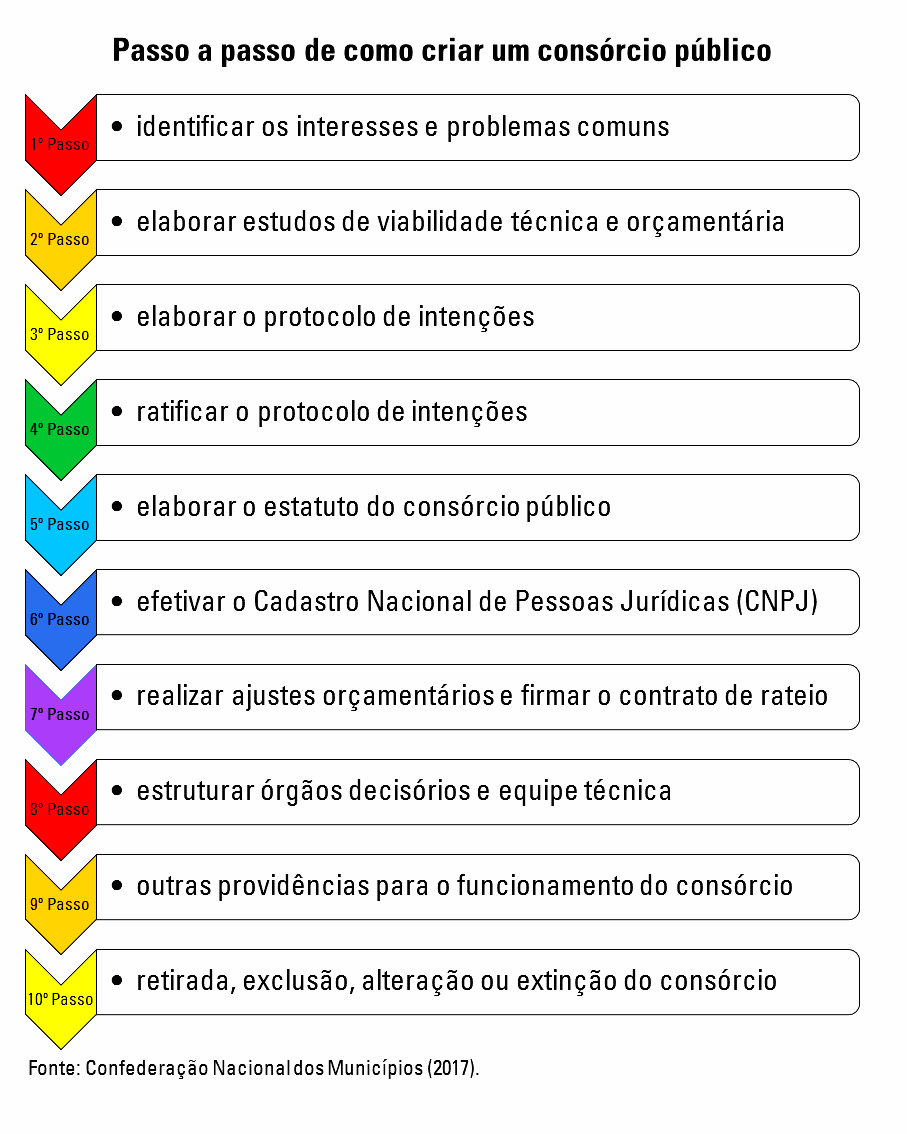 Passo a passo de como criar um consórcio público
1º Passo
• identificar os interesses e problemas comuns
2º Passo
• elaborar estudos de viabilidade técnica e orçamentária
3º Passo
• elaborar o protocolo de intenções
4º Passo
• ratificar o protocolo de intenções
5º Passo
• elaborar o estatuto do consórcio público
6º Passo
• efetivar o Cadastro Nacional de Pessoas Jurídicas (CNPJ)
7º Passo
• realizar ajustes orçamentários e firmar o contrato de rateio
8º Passo
• estruturar órgãos decisórios e equipe técnica
9º Passo
• outras providências para o funcionamento do consórcio
10º Passo
• retirada, exclusão, alteração ou extinção do consórcio
Fonte: Confederação Nacional dos Municípios (2017).